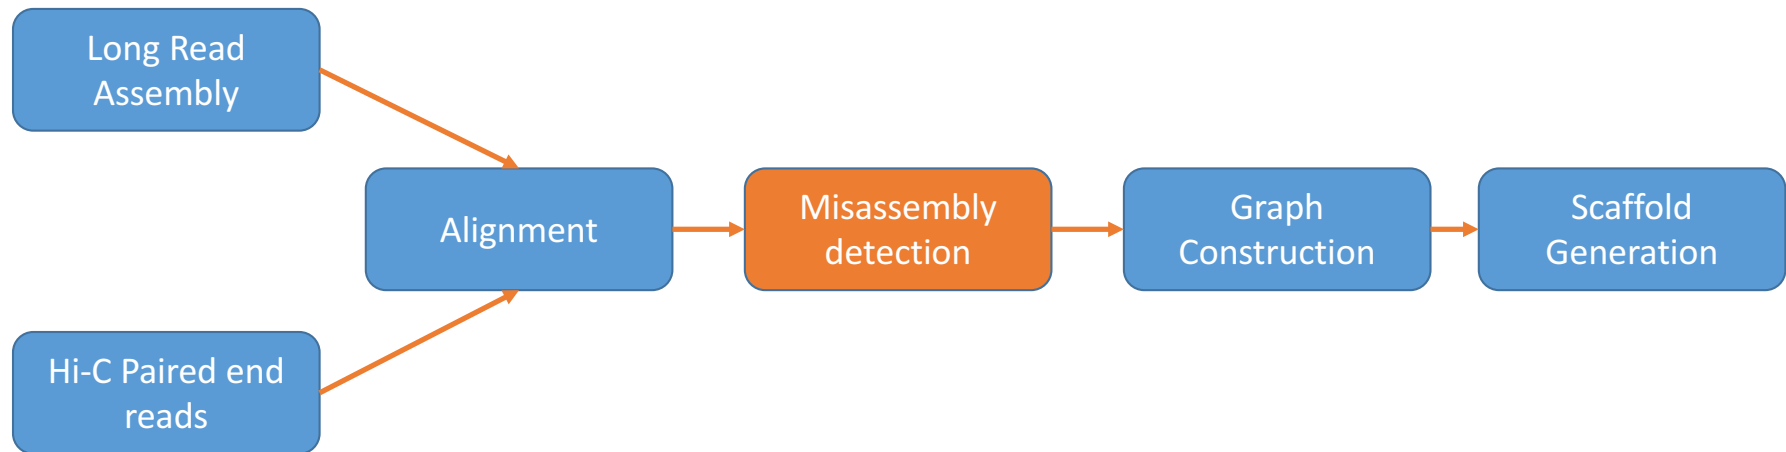 Long Read
Assembly
Hi-C Paired end
reads
Alignment
Misassembly
detection
Graph
Construction
Scaffold
Generation